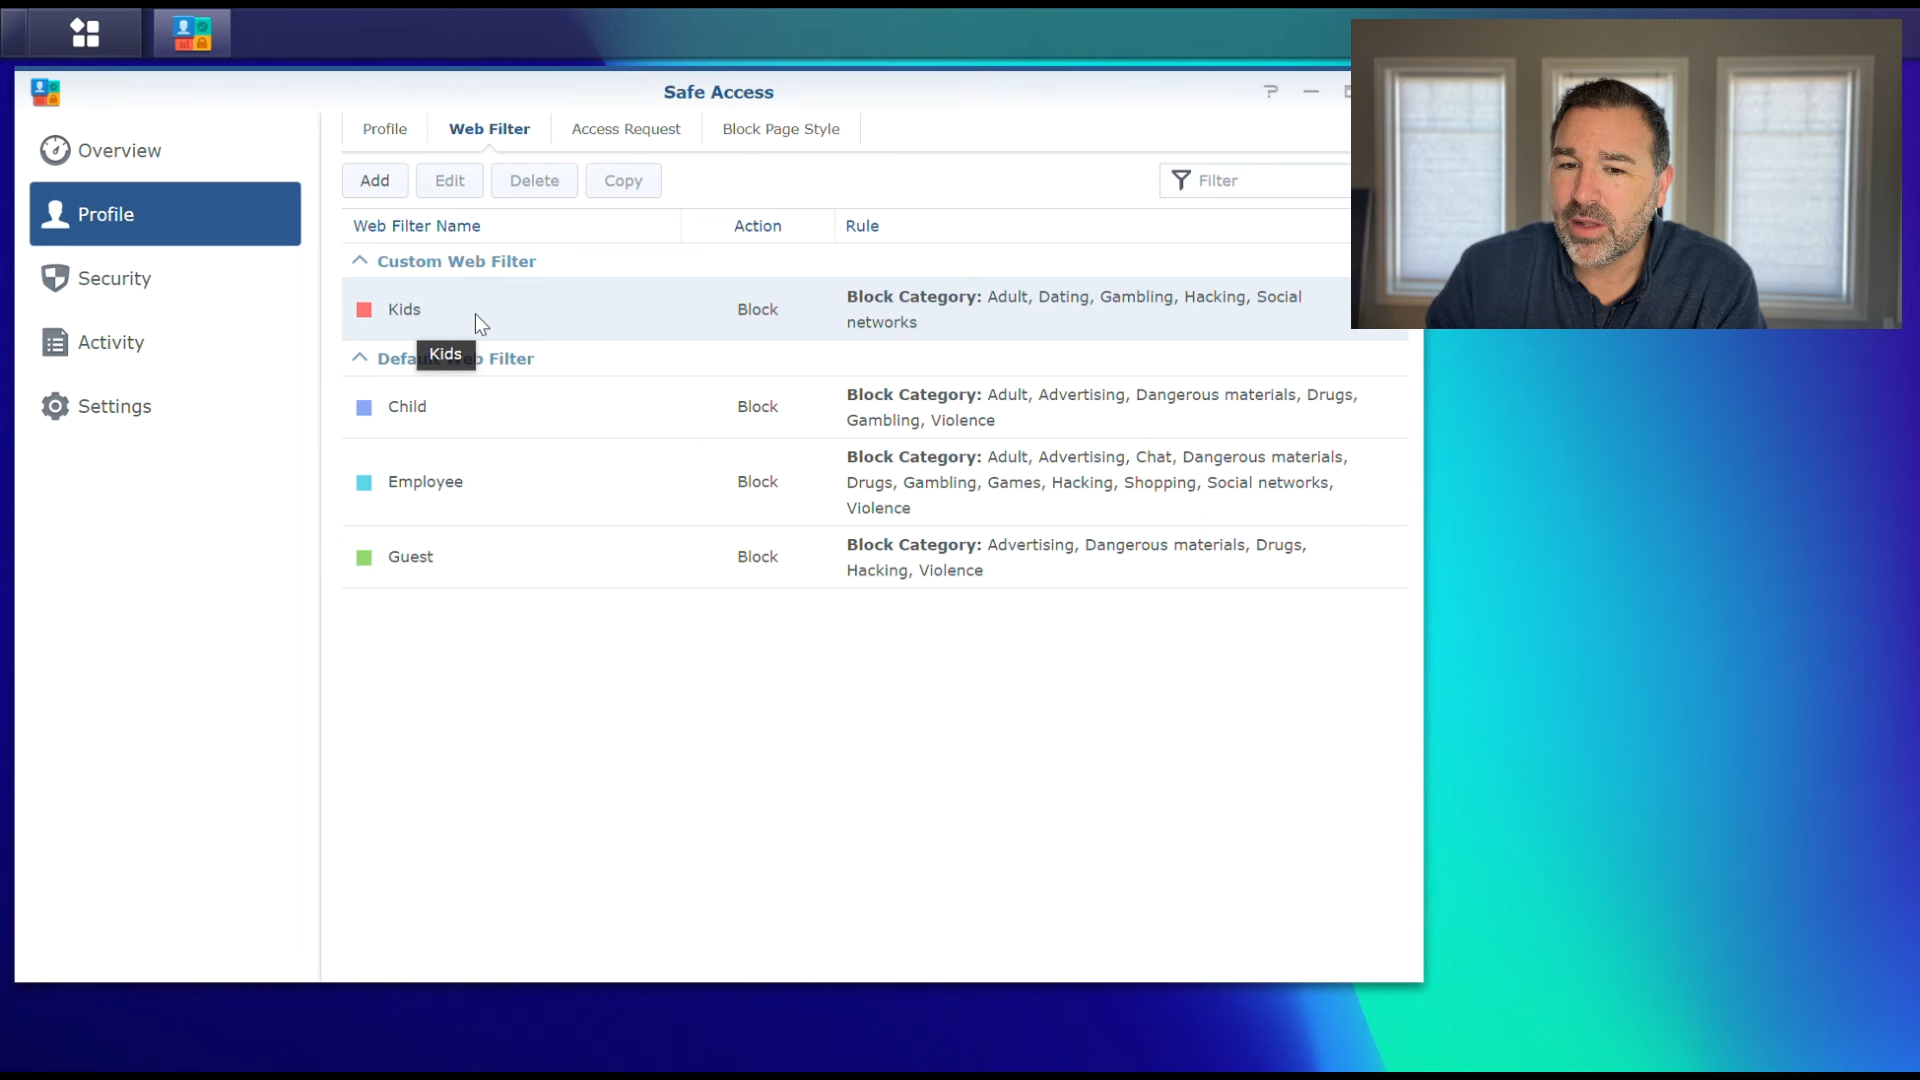 Safe Access
?
Overview
Profile
Security
Activity
Settings
Profile
Web Filter
Access Request
Block Page Style
Add
Edit
Delete
Copy
Filter
Web Filter Name
Action
Rule
Custom Web Filter
Kids
Block
Block Category: Adult, Dating, Gambling, Hacking, Social
networks
Kids
Web Filter
Child
Block
Block Category: Adult, Advertising, Dangerous materials, Drugs,
Gambling, Violence
Employee
Block
Block Category: Adult, Advertising, Chat, Dangerous materials,
Drugs, Gambling, Games, Hacking, Shopping, Social networks,
Violence
Guest
Block
Block Category: Advertising, Dangerous materials, Drugs,
Hacking, Violence